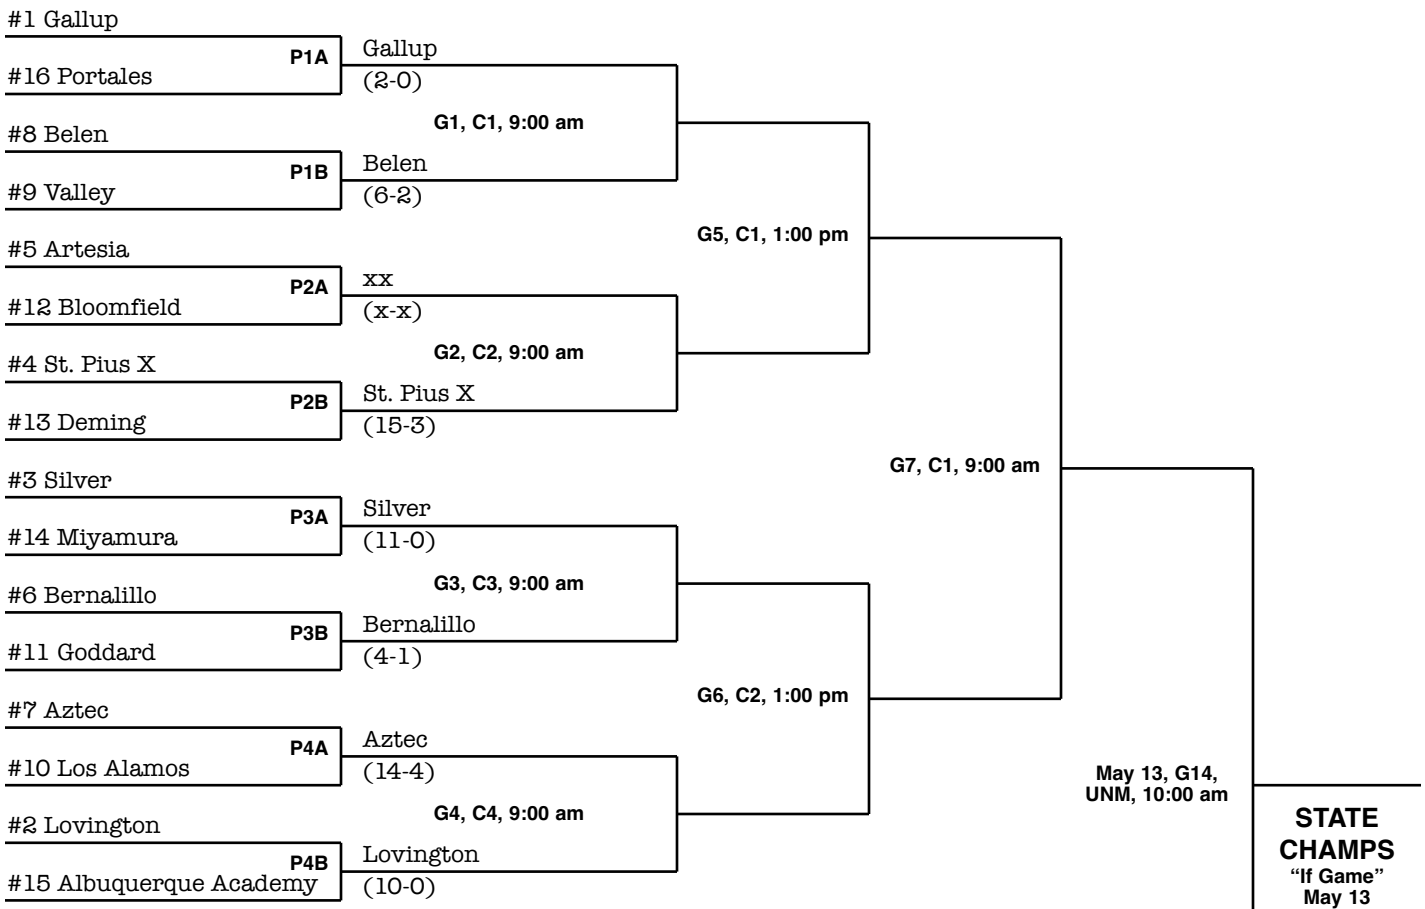 #1 Gallup
P1A
#16 Portales
Gallup
(2-0)
G1, C1, 9:00 am
#8 Belen
P1B
#9 Valley
Belen
(6-2)
G5, C1, 1:00 pm
#5 Artesia
P2A
#12 Bloomfield
xx
(x-x)
G2, C2, 9:00 am
#4 St. Pius X
P2B
#13 Deming
St. Pius X
(15-3)
G7, C1, 9:00 am
#3 Silver
P3A
#14 Miyamura
Silver
(11-0)
G3, C3, 9:00 am
#6 Bernalillo
P3B
#11 Goddard
Bernalillo
(4-1)
G6, C2, 1:00 pm
#7 Aztec
P4A
#10 Los Alamos
Aztec
(14-4)
G4, C4, 9:00 am
#2 Lovington
P4B
#15 Albuquerque Academy
Lovington
(10-0)
May 13, G14,
UNM, 10:00 am
STATE
CHAMPS
“If Game”
May 13